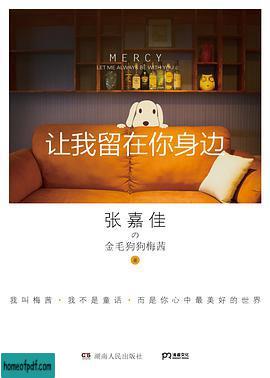 MERCY
LET ME ALWAYS BE WITH YOU
让我留在你身边
张嘉佳
の
金毛狗狗梅茜
著
我叫梅茜·我不是童话·而是你心中最美好的世界
湖南人民出版社
homeofpdf.com